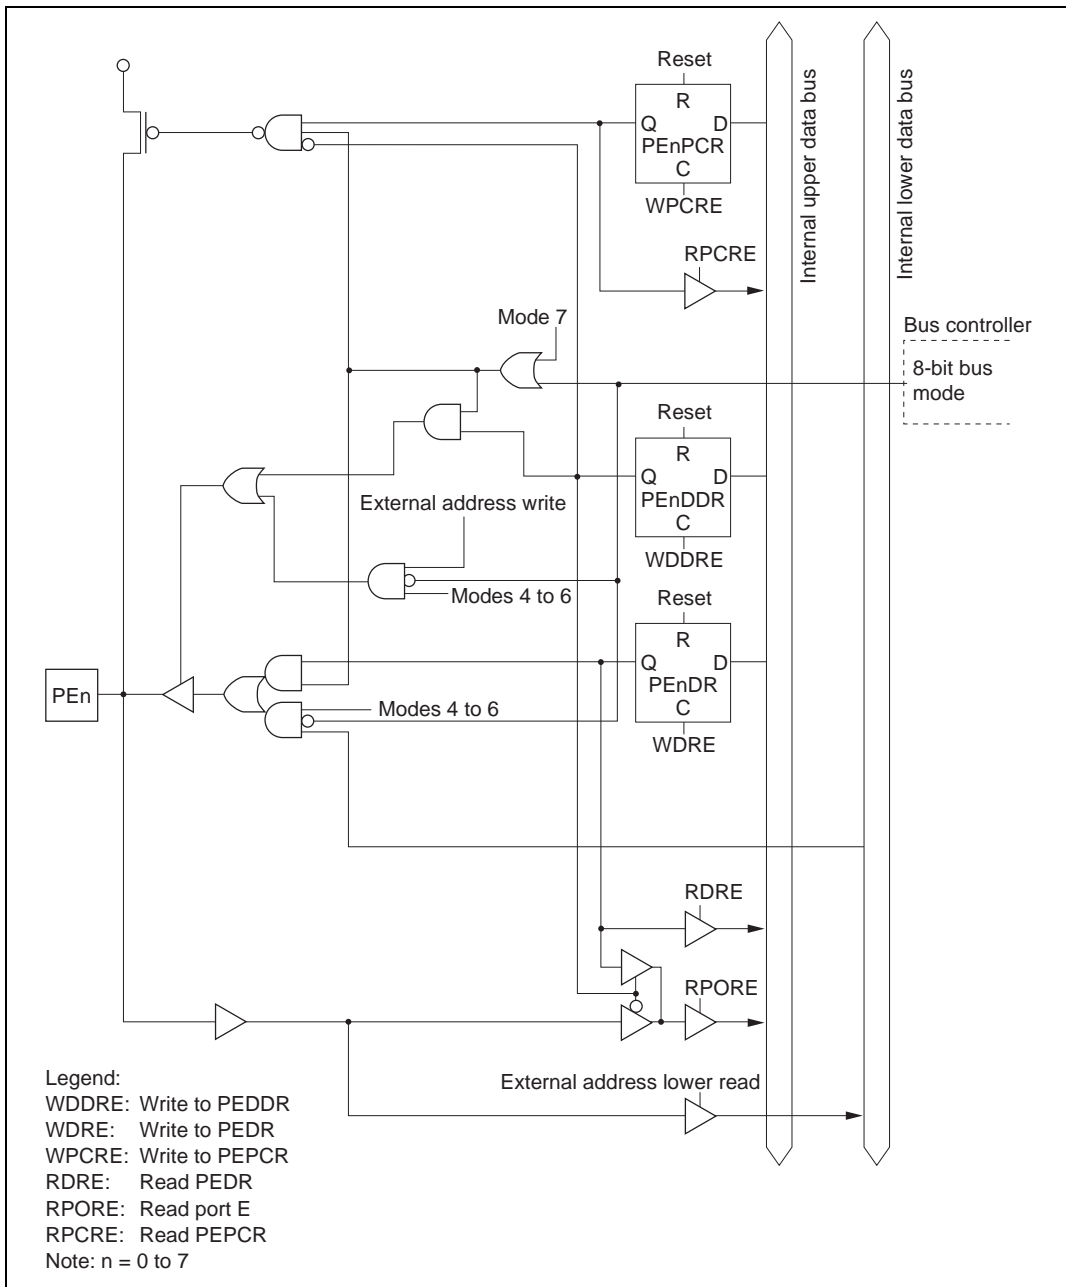 Reset
R
Q D
PEnPCR
C
WPCRE
RPCRE
Internal upper data bus
Internal lower data bus
Mode 7
Bus controller
8-bit bus
mode
Reset
R
Q D
PEnDDR
C
WDDRE
External address write
Modes 4 to 6
Reset
R
Q D
PEnDR
C
WDRE
PEn
Modes 4 to 6
RDRE
RPORE
External address lower read
Legend:
WDDRE: Write to PEDDR
WDRE: Write to PEDR
WPCRE: Write to PEPCR
RDRE: Read PEDR
RPORE: Read port E
RPCRE: Read PEPCR
Note: n = 0 to 7